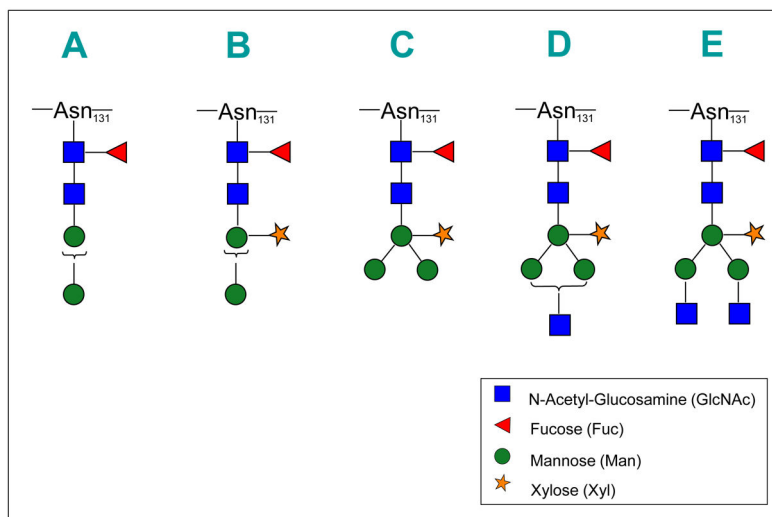 A B C D E
Asn131 Asn131 Asn131 Asn131 Asn131
N-Acetyl-Glucosamine (GlcNAc)
Fucose (Fuc)
Mannose (Man)
Xylose (Xyl)